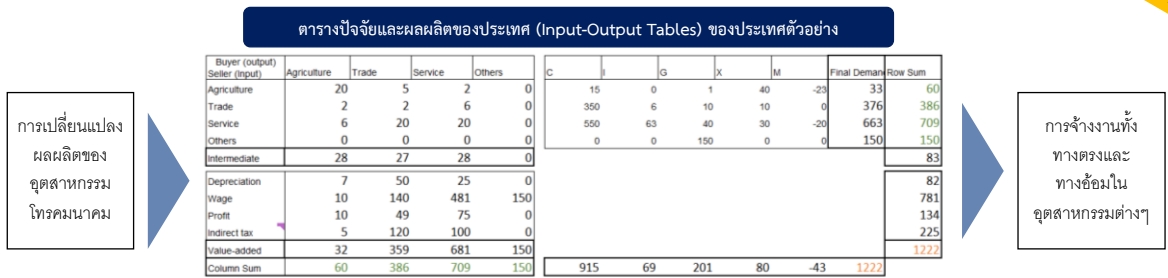 ตารางปัจจัยและผลผลิตของประเทศ (Input-Output Tables) ของประเทศตัวอย่าง
การเปลี่ยนแปลง
ผลผลิตของ
อุตสาหกรรม
โทรคมนาคม
Buyer (output)
Seller (Input) Agriculture Trade Service Others C I G X M Final Deman Row Sum
Agriculture 20 5 2 0 15 0 1 40 -23 33 60
Trade 2 2 6 0 350 6 10 10 0 376 386
Service 6 20 20 0 550 63 40 30 -20 663 709
Others 0 0 0 0 0 0 150 0 0 150 150
Intermediate 28 27 28 0 83
Depreciation 7 50 25 0 82
Wage 10 140 481 150 781
Profit 10 49 75 0 134
Indirect tax 5 120 100 0 225
Value-added 32 359 681 150 1222
Column Sum 60 386 709 150 915 69 201 80 -43 1222
การจ้างงานทั้ง
ทางตรงและ
ทางอ้อมใน
อุตสาหกรรมต่างๆ